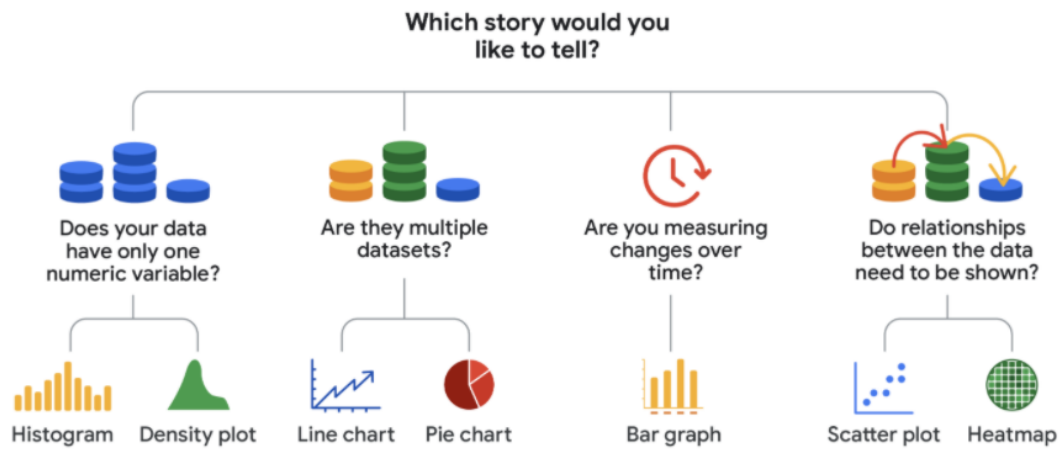 Which story would you
like to tell?
Does your data
have only one
numeric variable?
Are they multiple
datasets?
Are you measuring
changes over
time?
Do relationships
between the data
need to be shown?
Histogram
Density plot
Line chart
Pie chart
Bar graph
Scatter plot
Heatmap